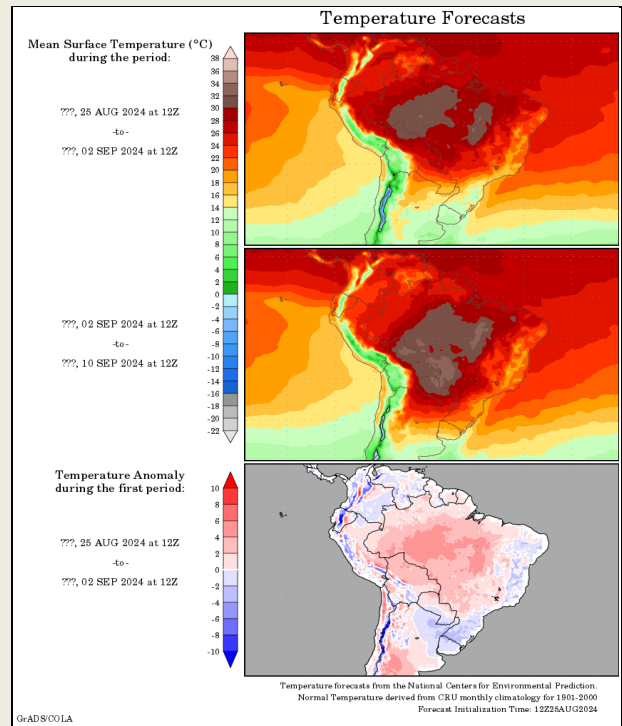 Temperature Forecasts
Mean Surface Temperature (°C)
during the period:
???, 25 AUG 2024 at 12Z
-to-
???, 02 SEP 2024 at 12Z
38
36
34
32
30
28
26
24
22
20
18
16
14
12
10
8
6
4
2
0
-2
-4
-6
-8
-10
-12
-14
-16
-17
-20
-22
???, 02 SEP 2024 at 12Z
-to-
???, 10 SEP 2024 at 12Z
Temperature Anomaly
during the first period:
???, 25 AUG 2024 at 12Z
-to-
???, 02 SEP 2024 at 12Z
10
8
6
4
2
0
-2
-4
-6
-8
-10
Temperature forecasts from the National Centers for Environmental Prediction.
Normal Temperature derived from CRU monthly climatology for 1901-2000
Forecast Initialization Time: 12Z25AUG2024
GrADS/COLA